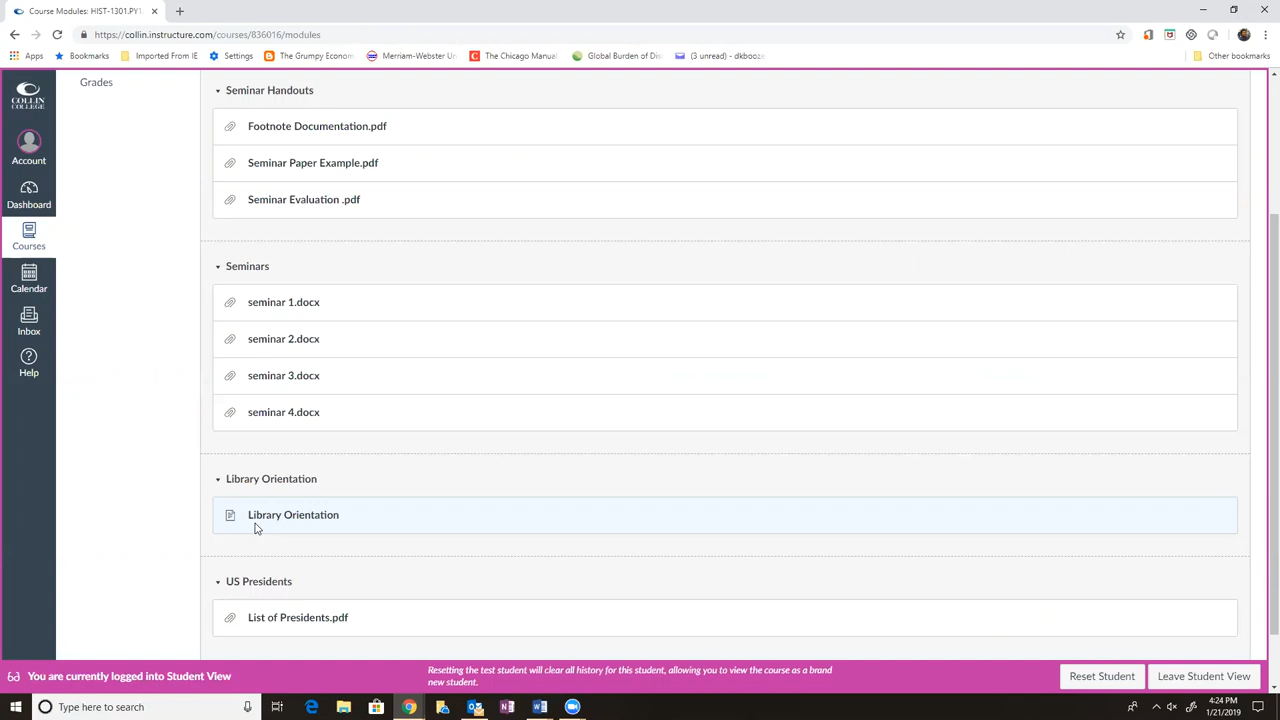 Course Modules: HIST-1301.PY1
https://collin.instructure.com/courses/836016/modules
Apps
Bookmarks
Imported From IE
Settings
The Grumpy Econom
Merriam-Webster Un
The Chicago Manual
Global Burden of Dis
(3 unread) - dkbooza
Other bookmarks
COLLIN
COLLEGE
Account
Dashboard
Courses
Calendar
Inbox
Help
Grades
Seminar Handouts
Footnote Documentation.pdf
Seminar Paper Example.pdf
Seminar Evaluation .pdf
Seminars
seminar 1.docx
seminar 2.docx
seminar 3.docx
seminar 4.docx
Library Orientation
Library Orientation
US Presidents
List of Presidents.pdf
You are currently logged into Student View
Resetting the test student will clear all history for this student, allowing you to view the course as a brand
new student.
Reset Student
Leave Student View
Type here to search
4:24 PM
1/21/2019